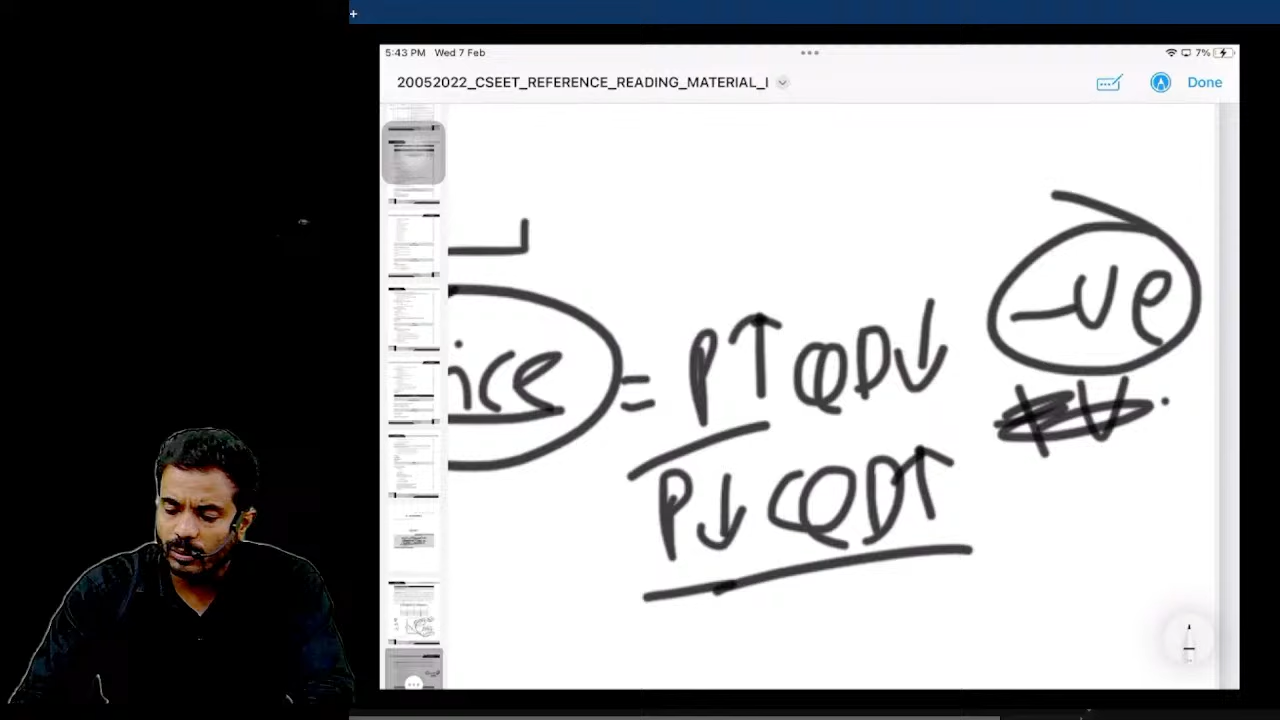 5:43 PM Wed 7 Feb 7%
20052022_CSEET_REFERENCE_READING_MATERIAL_I Done
-ve
ice = P↑ QD↓
P↓ QD↑